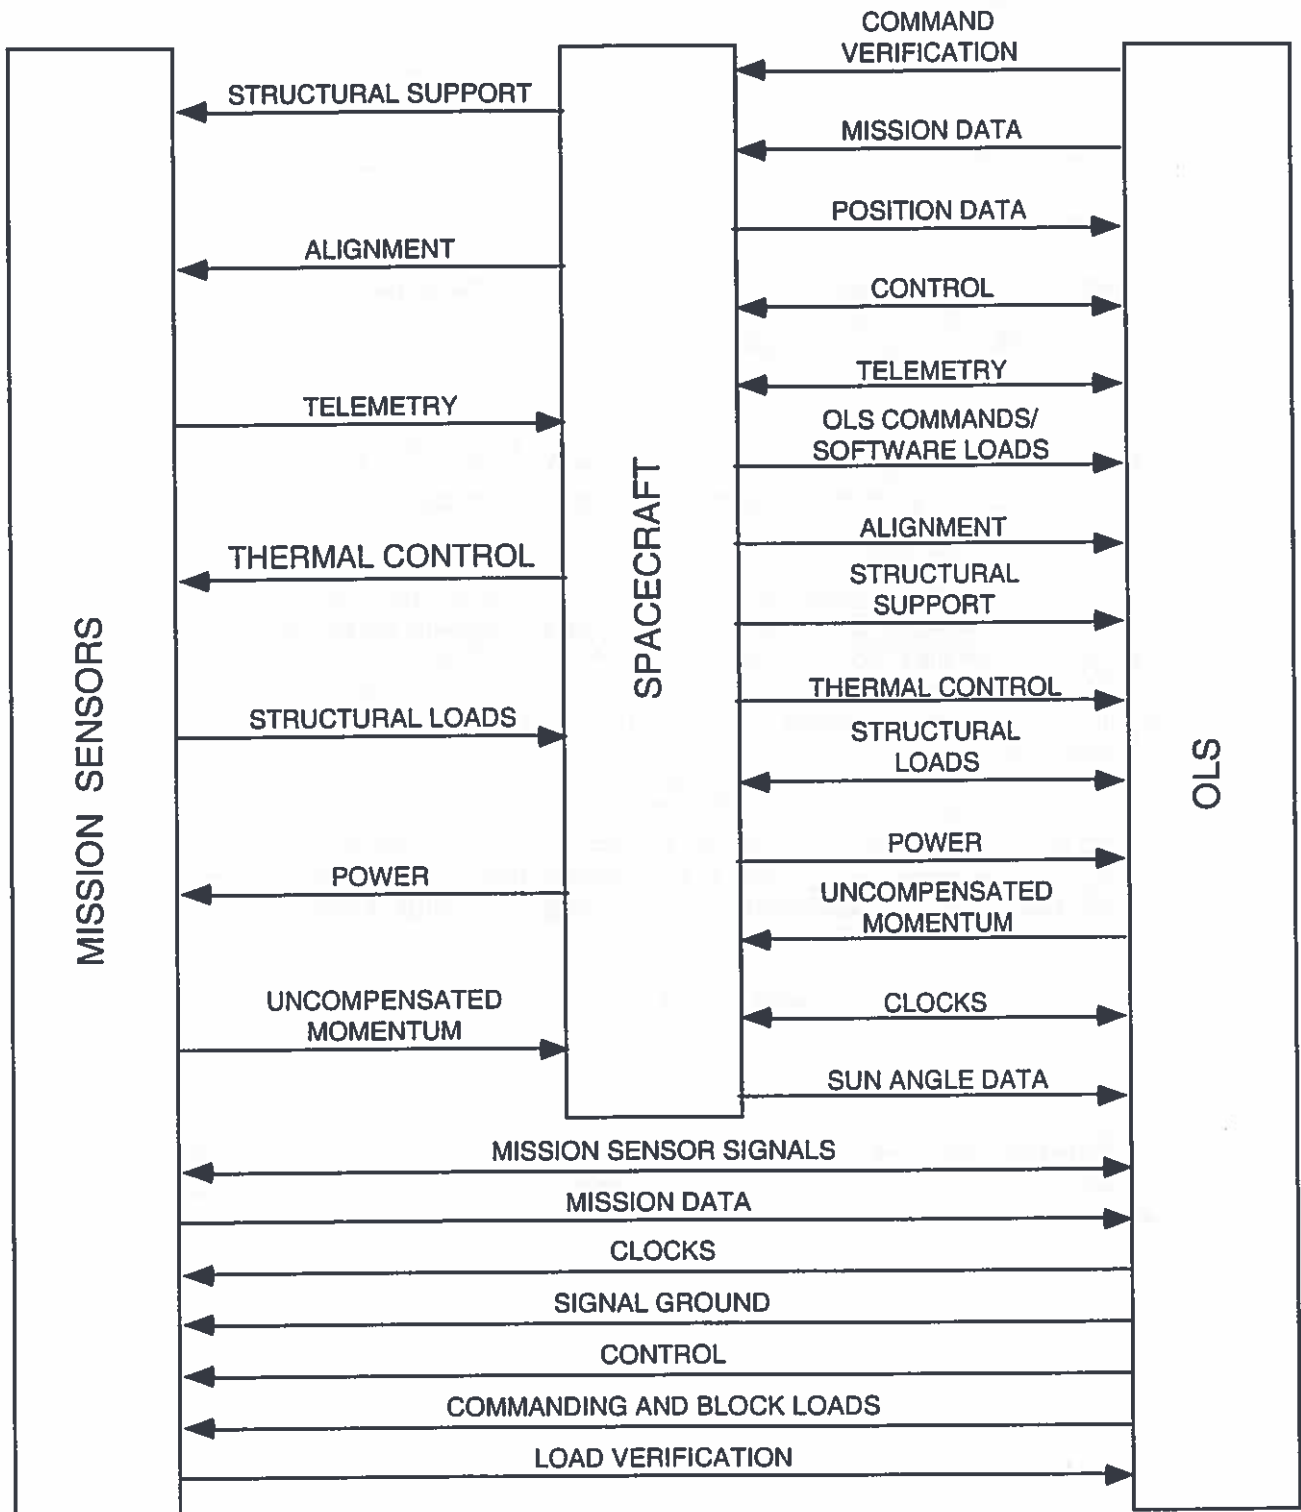 COMMAND
VERIFICATION
STRUCTURAL SUPPORT
MISSION DATA
POSITION DATA
ALIGNMENT
CONTROL
TELEMETRY
TELEMETRY
OLS COMMANDS/
SOFTWARE LOADS
ALIGNMENT
THERMAL CONTROL
STRUCTURAL
SUPPORT
SPACECRAFT
MISSION SENSORS
THERMAL CONTROL
STRUCTURAL LOADS
STRUCTURAL
LOADS
OLS
POWER
POWER
UNCOMPENSATED
MOMENTUM
UNCOMPENSATED
MOMENTUM
CLOCKS
SUN ANGLE DATA
MISSION SENSOR SIGNALS
MISSION DATA
CLOCKS
SIGNAL GROUND
CONTROL
COMMANDING AND BLOCK LOADS
LOAD VERIFICATION